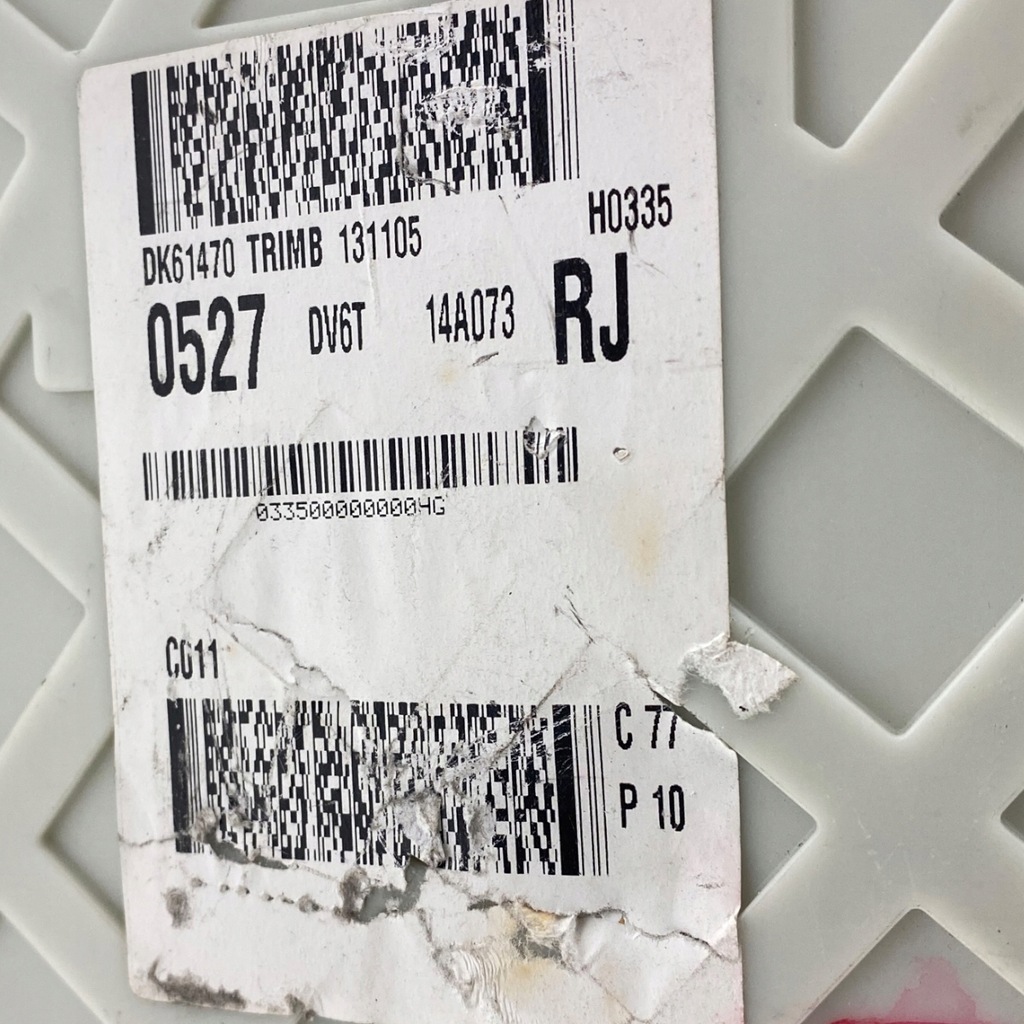 H0335
DK61470 TRIMB 131105
0527 DV6T 14A073 RJ
0335000000004G
C011
C 77
P 10